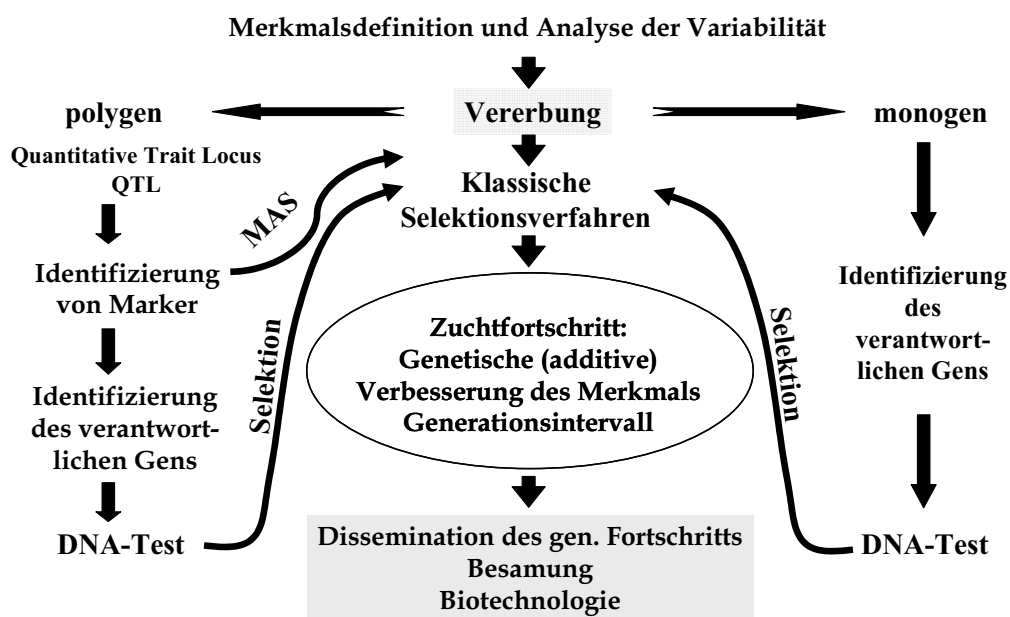 Merkmalsdefinition und Analyse der Variabilität
polygen
Vererbung
monogen
Quantitative Trait Locus
QTL
MAS
Klassische
Selektionsverfahren
Identifizierung
von Marker
Identifizierung
des verantwort-
lichen Gens
DNA-Test
Selektion
Zuchtfortschritt:
Genetische (additive)
Verbesserung des Merkmals
Generationsintervall
Selektion
Identifizierung
des
verantwort-
lichen Gens
DNA-Test
Dissemination des gen. Fortschritts
Besamung
Biotechnologie